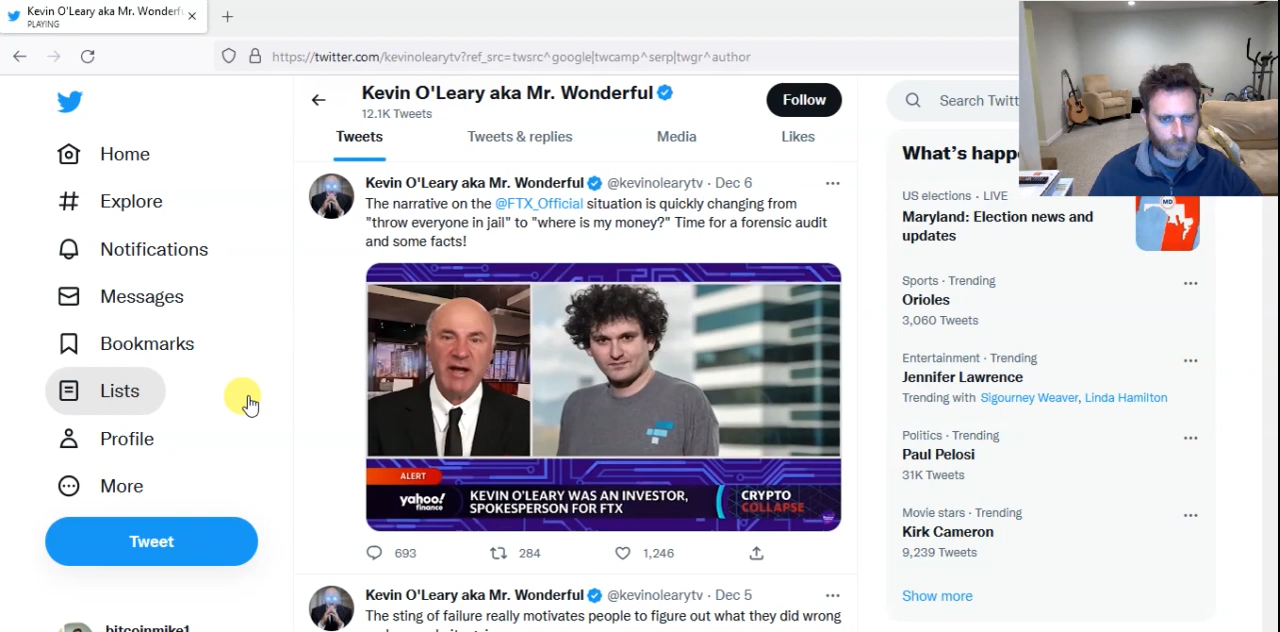 Kevin O'Leary aka Mr. Wonderfu
PLAYING
https://twitter.com/kevinolearytv?ref_src=twsrc^google|twcamp^serp|twgr^author
Home
Explore
Notifications
Messages
Bookmarks
Lists
Profile
More
Tweet
bitcoinmike1
Kevin O'Leary aka Mr. Wonderful
12.1K Tweets
Follow
Tweets
Tweets & replies
Media
Likes
Kevin O'Leary aka Mr. Wonderful @kevinolearytv · Dec 6
The narrative on the @FTX_Official situation is quickly changing from
"throw everyone in jail" to "where is my money?" Time for a forensic audit
and some facts!
ALERT
yahoo!
finance
KEVIN O'LEARY WAS AN INVESTOR,
SPOKESPERSON FOR FTX
CRYPTO
COLLAPSE
693
284
1,246
Kevin O'Leary aka Mr. Wonderful @kevinolearytv · Dec 5
The sting of failure really motivates people to figure out what they did wrong
Search Twitt
What's happ
US elections · LIVE
Maryland: Election news and
updates
MD
Sports · Trending
Orioles
3,060 Tweets
Entertainment · Trending
Jennifer Lawrence
Trending with Sigourney Weaver, Linda Hamilton
Politics · Trending
Paul Pelosi
31K Tweets
Movie stars · Trending
Kirk Cameron
9,239 Tweets
Show more